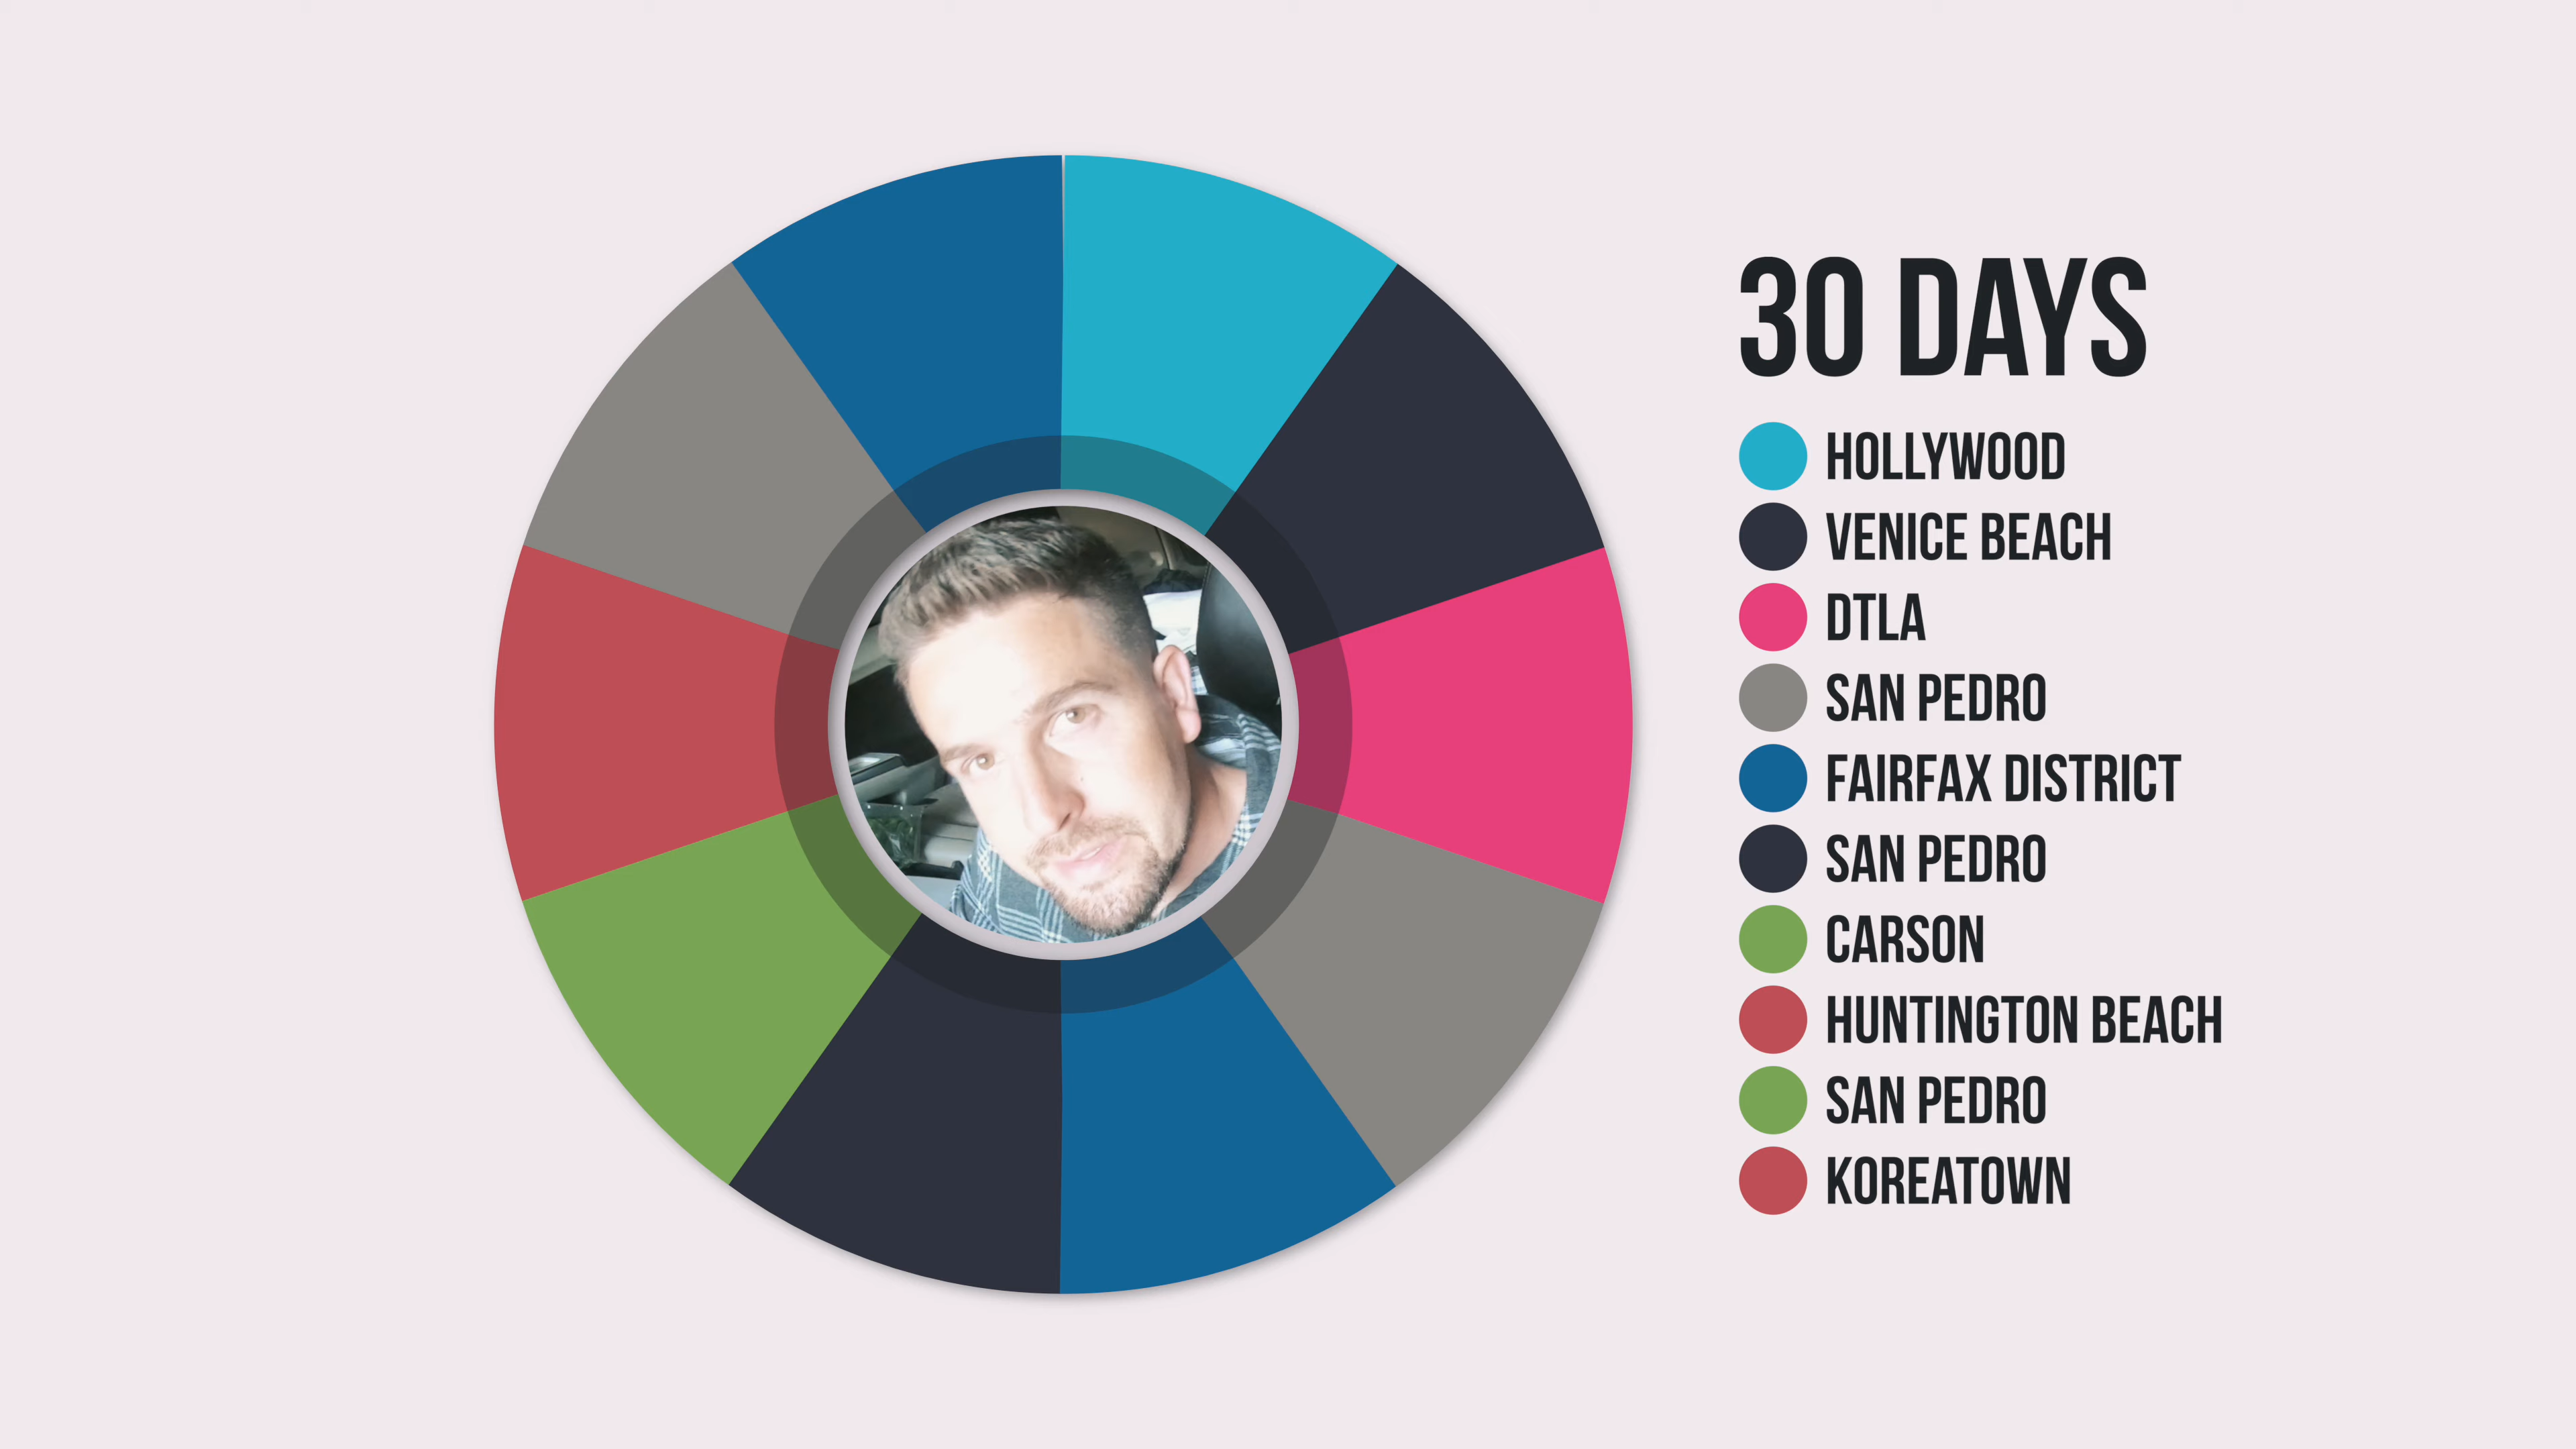 30 DAYS
HOLLYWOOD
VENICE BEACH
DTLA
SAN PEDRO
FAIRFAX DISTRICT
SAN PEDRO
CARSON
HUNTINGTON BEACH
SAN PEDRO
KOREATOWN